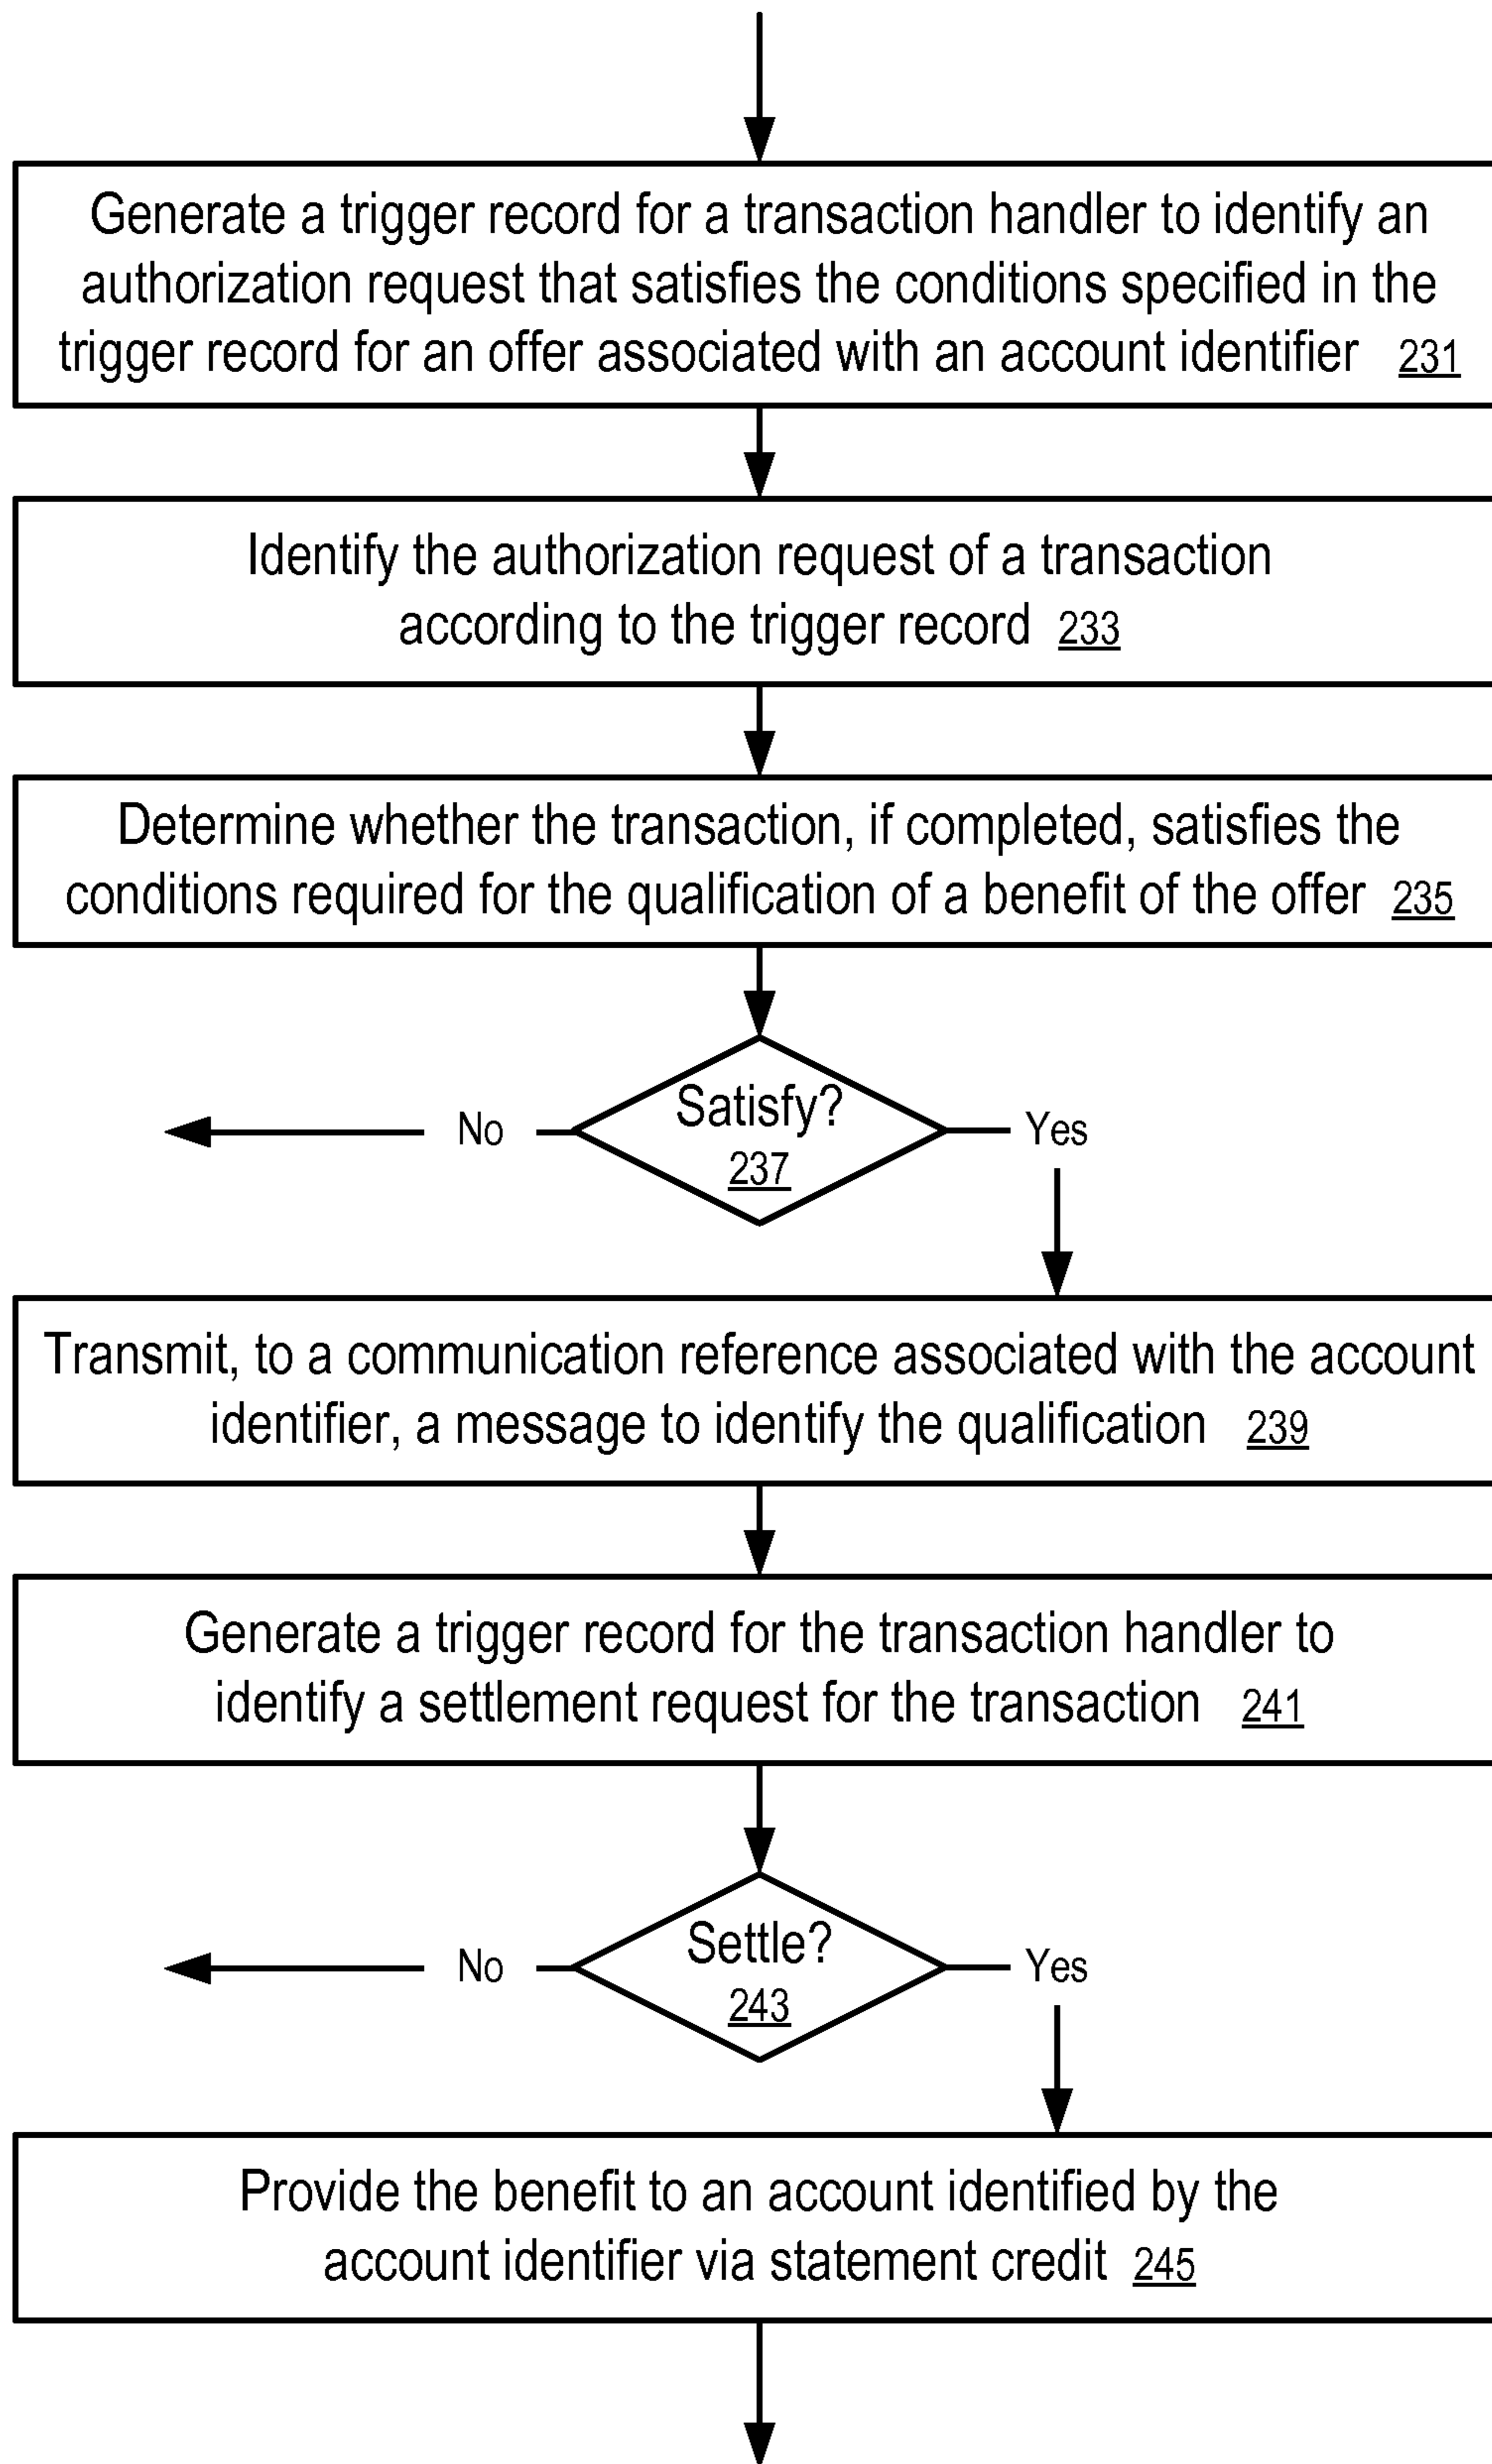 Generate a trigger record for a transaction handler to identify an
authorization request that satisfies the conditions specified in the
trigger record for an offer associated with an account identifier 231
Identify the authorization request of a transaction
according to the trigger record 233
Determine whether the transaction, if completed, satisfies the
conditions required for the qualification of a benefit of the offer 235
Satisfy?
No
Yes
237
Transmit, to a communication reference associated with the account
identifier, a message to identify the qualification 239
Generate a trigger record for the transaction handler to
identify a settlement request for the transaction 241
Settle?
No
Yes
243
Provide the benefit to an account identified by the
account identifier via statement credit 245